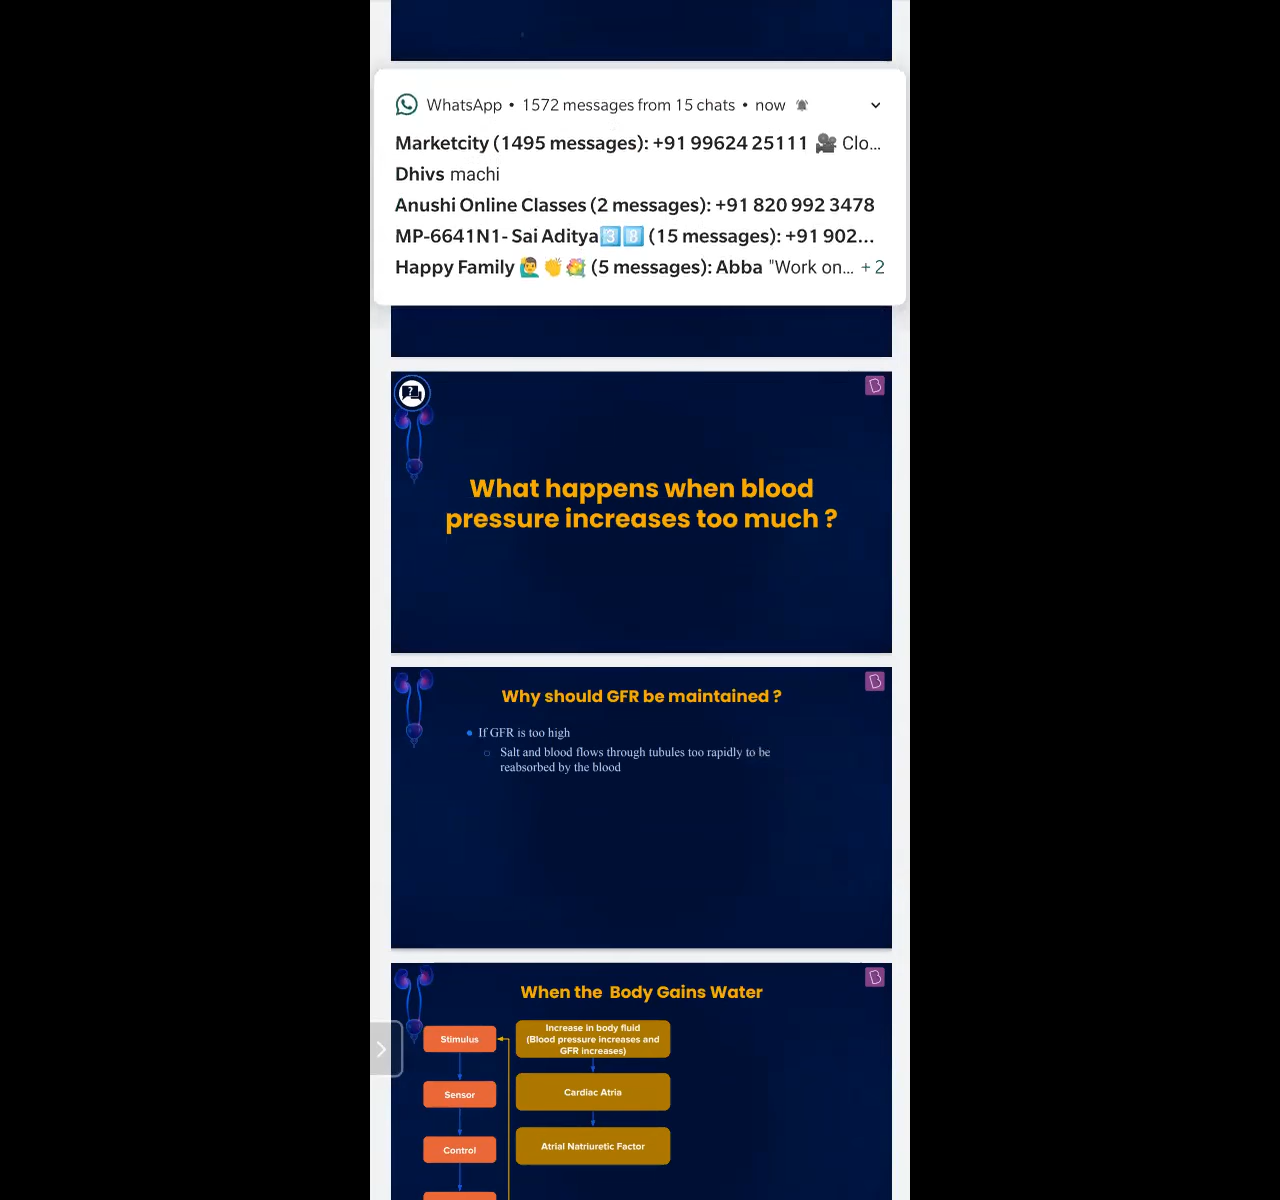 WhatsApp • 1572 messages from 15 chats • now
Marketcity (1495 messages): +91 99624 25111 🎥 Clo...
Dhivs machi
Anushi Online Classes (2 messages): +91 820 992 3478
MP-6641N1- Sai Aditya3️⃣8️⃣ (15 messages): +91 902...
Happy Family 🙋‍♂️👏💐 (5 messages): Abba "Work on... + 2
What happens when blood
pressure increases too much ?
Why should GFR be maintained ?
If GFR is too high
Salt and blood flows through tubules too rapidly to be
reabsorbed by the blood
When the Body Gains Water
Stimulus
Increase in body fluid
(Blood pressure increases and
GFR increases)
Sensor
Cardiac Atria
Control
Atrial Natriuretic Factor